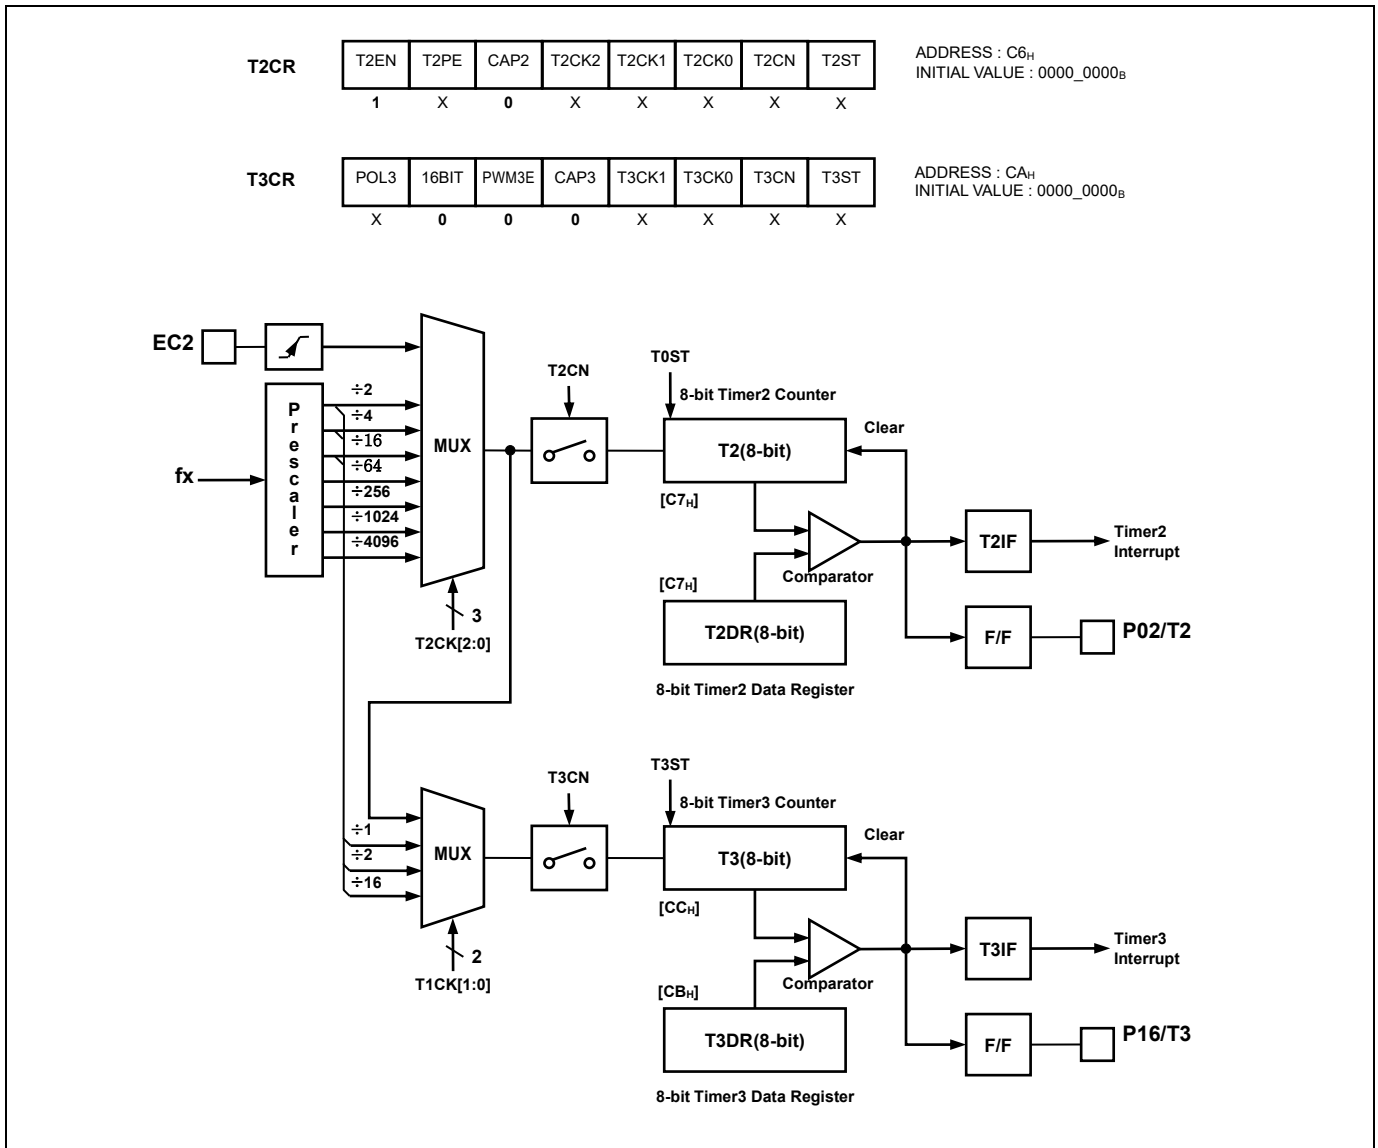 T2CR T2EN T2PE CAP2 T2CK2 T2CK1 T2CK0 T2CN T2ST
ADDRESS : C6H
INITIAL VALUE : 0000_0000B
1 X 0 X X X X X
T3CR POL3 16BIT PWM3E CAP3 T3CK1 T3CK0 T3CN T3ST
ADDRESS : CAH
INITIAL VALUE : 0000_0000B
X 0 0 0 X X X X
EC2
fx
Prescaler
÷2
÷4
÷16
÷64
÷256
÷1024
÷4096
MUX
3
T2CK[2:0]
T2CN
T0ST
8-bit Timer2 Counter
T2(8-bit)
Clear
[C7H]
Comparator
[C7H]
T2DR(8-bit)
8-bit Timer2 Data Register
T2IF
Timer2
Interrupt
F/F
P02/T2
÷1
÷2
÷16
MUX
2
T1CK[1:0]
T3CN
T3ST
8-bit Timer3 Counter
T3(8-bit)
Clear
[CCH]
Comparator
[CBH]
T3DR(8-bit)
8-bit Timer3 Data Register
T3IF
Timer3
Interrupt
F/F
P16/T3